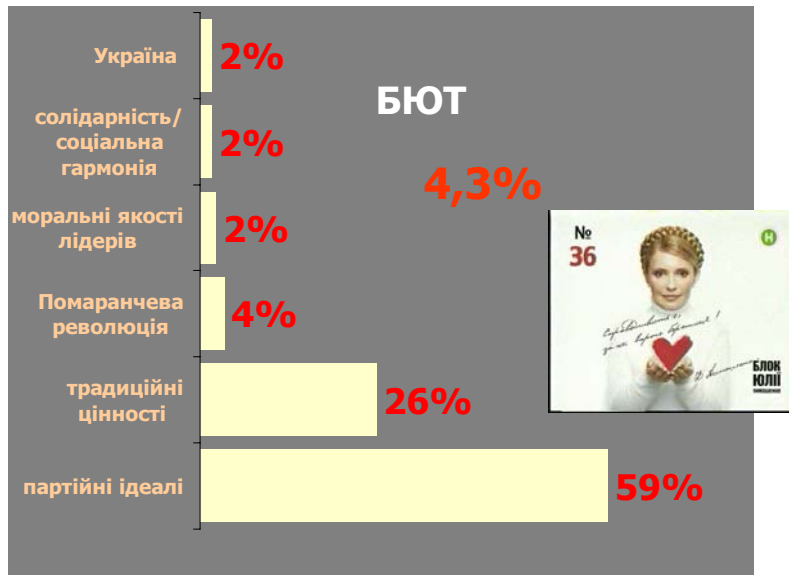 Україна
2%
БЮТ
солідарність/
соціальна
гармонія
2%
4,3%
моральні якості
лідерів
2%
№
36
Н
Помаранчева
революція
4%
БЛОК
ЮЛІЇ
традиційні
цінності
26%
партійні ідеалі
59%